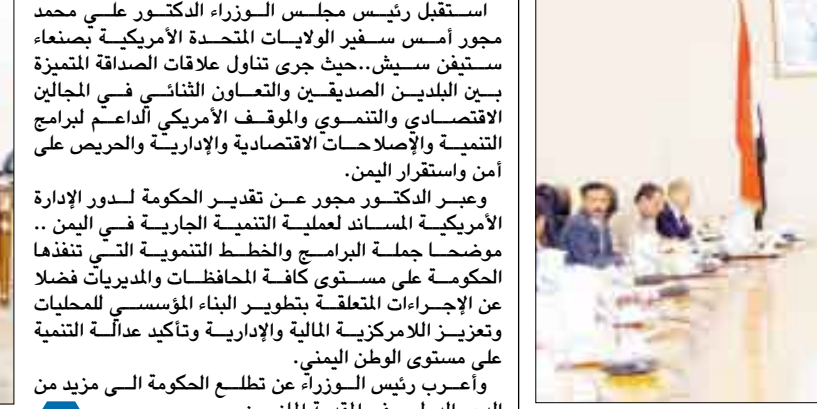 استقبل رئيس مجلس الوزراء الدكتور علي محمد
مجور أمس سفير الولايات المتحدة الأمريكية بصنعاء
ستيفن سيش..حيث جرى تناول علاقات الصداقة المتميزة
بين البلدين الصديقين والتعاون الثنائي في المجالين
الاقتصادي والتنموي والموقف الأمريكي الداعم لبرامج
التنمية والإصلاحات الاقتصادية والإدارية والحريص على
أمن واستقرار اليمن.
وعبر الدكتور مجور عن تقدير الحكومة لدور الإدارة
الأمريكية المساند لعملية التنمية الجارية في اليمن ..
موضحا جملة البرامج والخطط التنموية التي تنفذها
الحكومة على مستوى كافة المحافظات والمديريات فضلا
عن الإجراءات المتعلقة بتطوير البناء المؤسسي للمحليات
وتعزيز اللامركزية المالية والإدارية وتأكيد عدالة التنمية
على مستوى الوطن اليمني.
وأعرب رئيس الوزراء عن تطلع الحكومة الى مزيد من